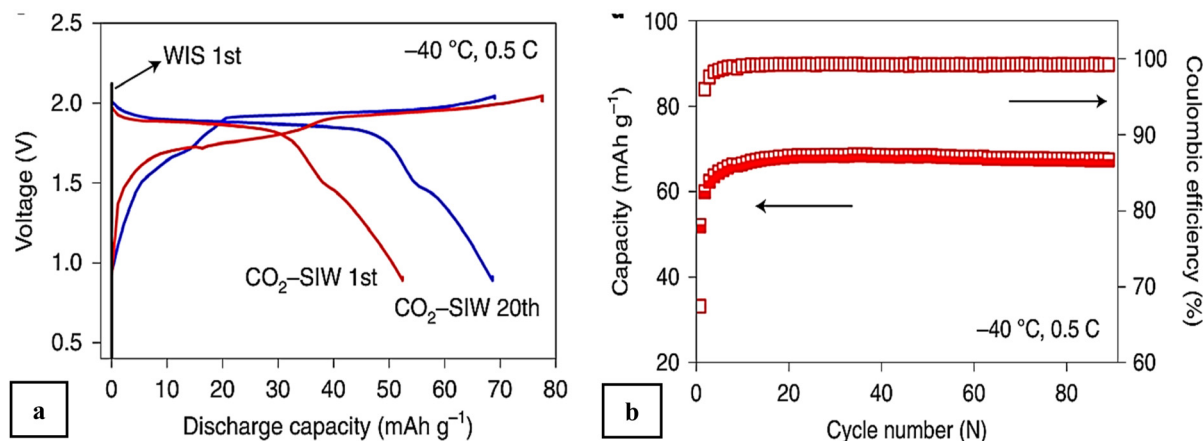 2.5
2.0
1.5
1.0
0.5
Voltage (V)
WIS 1st
–40 °C, 0.5 C
CO₂–SIW 1st
CO₂–SIW 20th
0 10 20 30 40 50 60 70 80
Discharge capacity (mAh g⁻¹)
a
100
80
60
40
20
Capacity (mAh g⁻¹)
100
90
80
70
60
Coulombic efficiency (%)
–40 °C, 0.5 C
0 20 40 60 80
Cycle number (N)
b